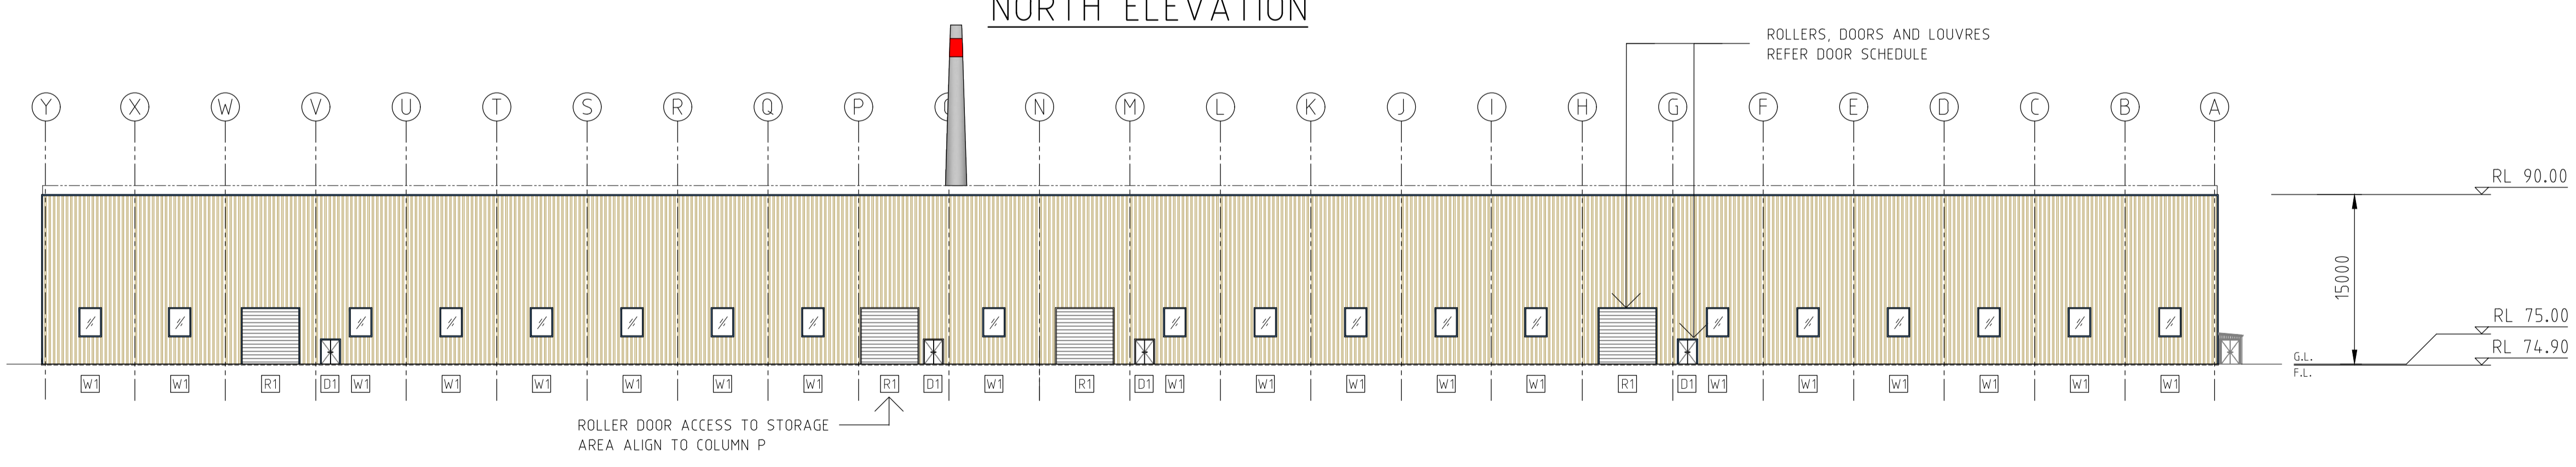 NORTH ELEVATION
ROLLERS, DOORS AND LOUVRES
REFER DOOR SCHEDULE
Y X W V U T S R Q P N M L K J I H G F E D C B A
RL 90.00
15000
RL 75.00
RL 74.90
G.L.
F.L.
W1 W1 R1 D1 W1 W1 W1 W1 W1 W1 R1 D1 W1 R1 D1 W1 W1 W1 W1 W1 R1 D1 W1 W1 W1 W1 W1 W1
ROLLER DOOR ACCESS TO STORAGE
AREA ALIGN TO COLUMN P